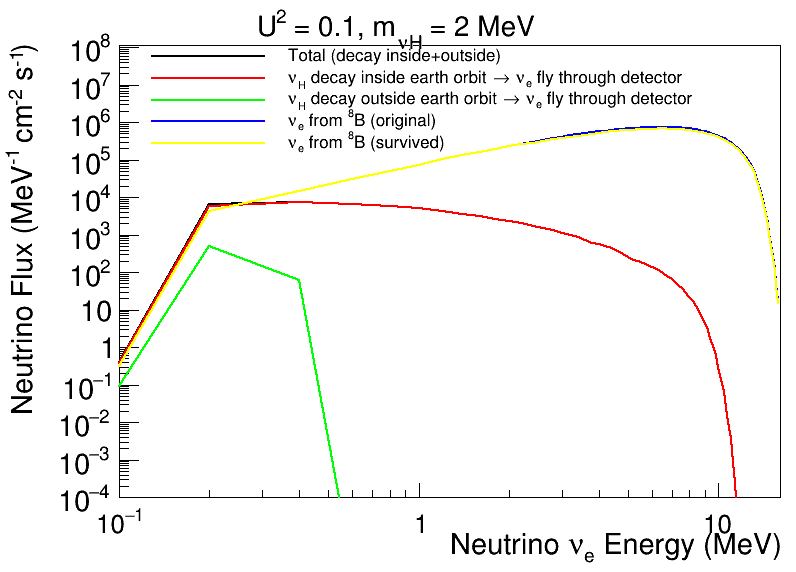 U² = 0.1, m_νH = 2 MeV
Total (decay inside+outside)
ν_H decay inside earth orbit → ν_e fly through detector
ν_H decay outside earth orbit → ν_e fly through detector
ν_e from ⁸B (original)
ν_e from ⁸B (survived)
Neutrino Flux (MeV⁻¹ cm⁻² s⁻¹)
10⁸
10⁷
10⁶
10⁵
10⁴
10³
10²
10
1
10⁻¹
10⁻²
10⁻³
10⁻⁴
10⁻¹ 1 10
Neutrino ν_e Energy (MeV)